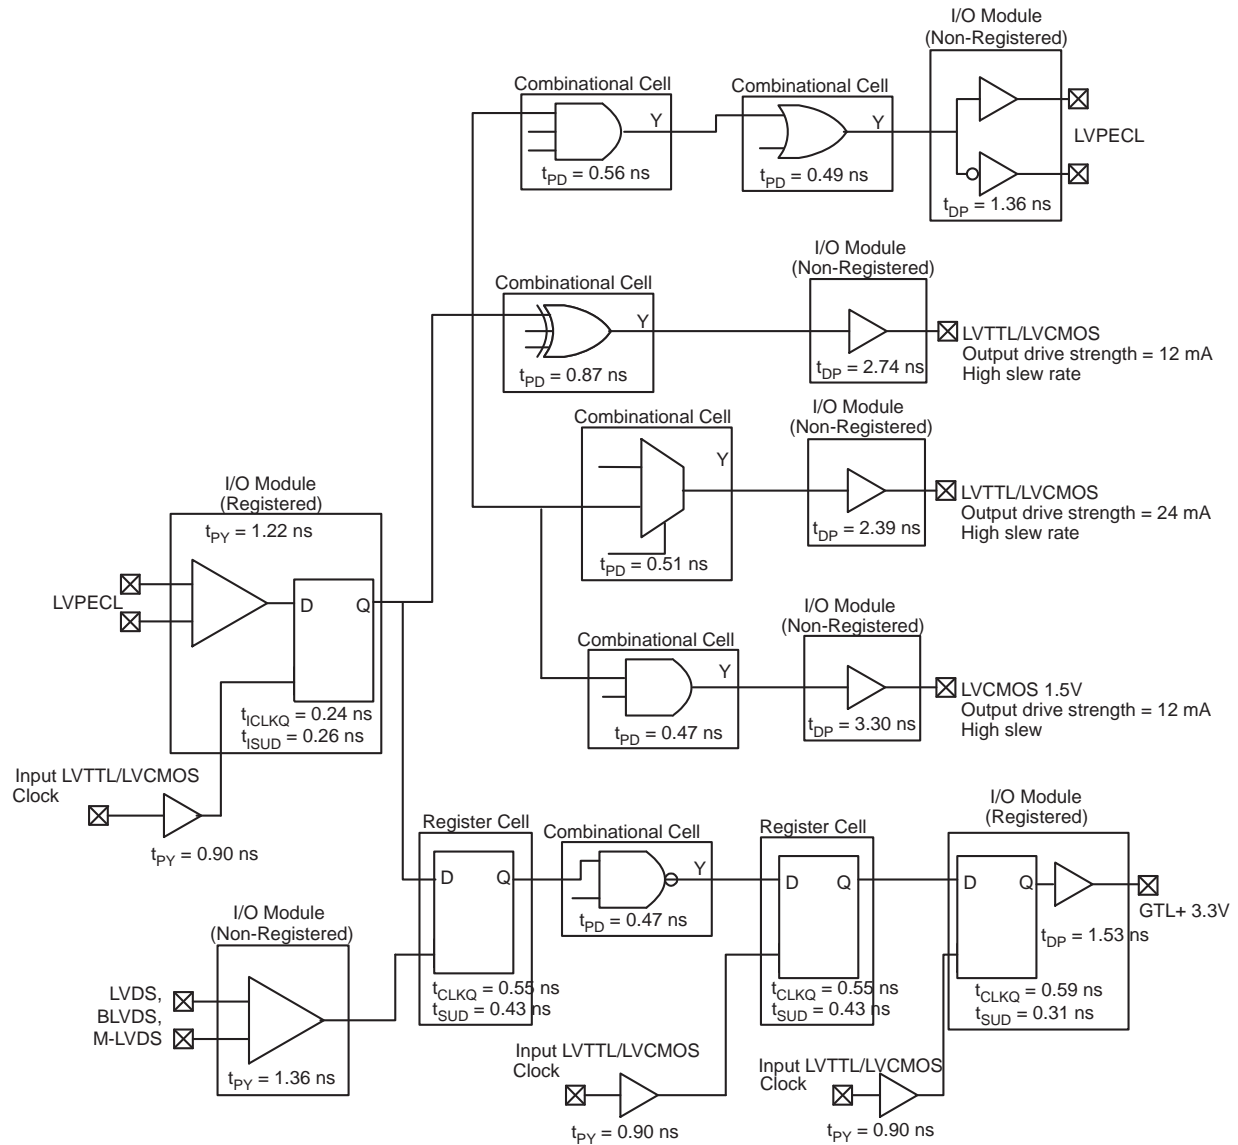 I/O Module
(Non-Registered)
Combinational Cell
Combinational Cell
Y
Y
LVPECL
tPD = 0.56 ns
tPD = 0.49 ns
tDP = 1.36 ns
I/O Module
(Non-Registered)
Combinational Cell
Y
LVTTL/LVCMOS
Output drive strength = 12 mA
High slew rate
tPD = 0.87 ns
tDP = 2.74 ns
I/O Module
(Non-Registered)
Combinational Cell
Y
LVTTL/LVCMOS
Output drive strength = 24 mA
High slew rate
tDP = 2.39 ns
tPD = 0.51 ns
I/O Module
(Registered)
tPY = 1.22 ns
LVPECL
D
Q
tICLKQ = 0.24 ns
tISUD = 0.26 ns
Input LVTTL/LVCMOS
Clock
tPY = 0.90 ns
I/O Module
(Non-Registered)
Combinational Cell
Y
LVCMOS 1.5V
Output drive strength = 12 mA
High slew
tPD = 0.47 ns
tDP = 3.30 ns
Register Cell
D
Q
tCLKQ = 0.55 ns
tSUD = 0.43 ns
Combinational Cell
Y
tPD = 0.47 ns
Register Cell
D
Q
tCLKQ = 0.55 ns
tSUD = 0.43 ns
I/O Module
(Registered)
D
Q
GTL+ 3.3V
tDP = 1.53 ns
tCLKQ = 0.59 ns
tSUD = 0.31 ns
I/O Module
(Non-Registered)
LVDS,
BLVDS,
M-LVDS
tPY = 1.36 ns
Input LVTTL/LVCMOS
Clock
tPY = 0.90 ns
Input LVTTL/LVCMOS
Clock
tPY = 0.90 ns